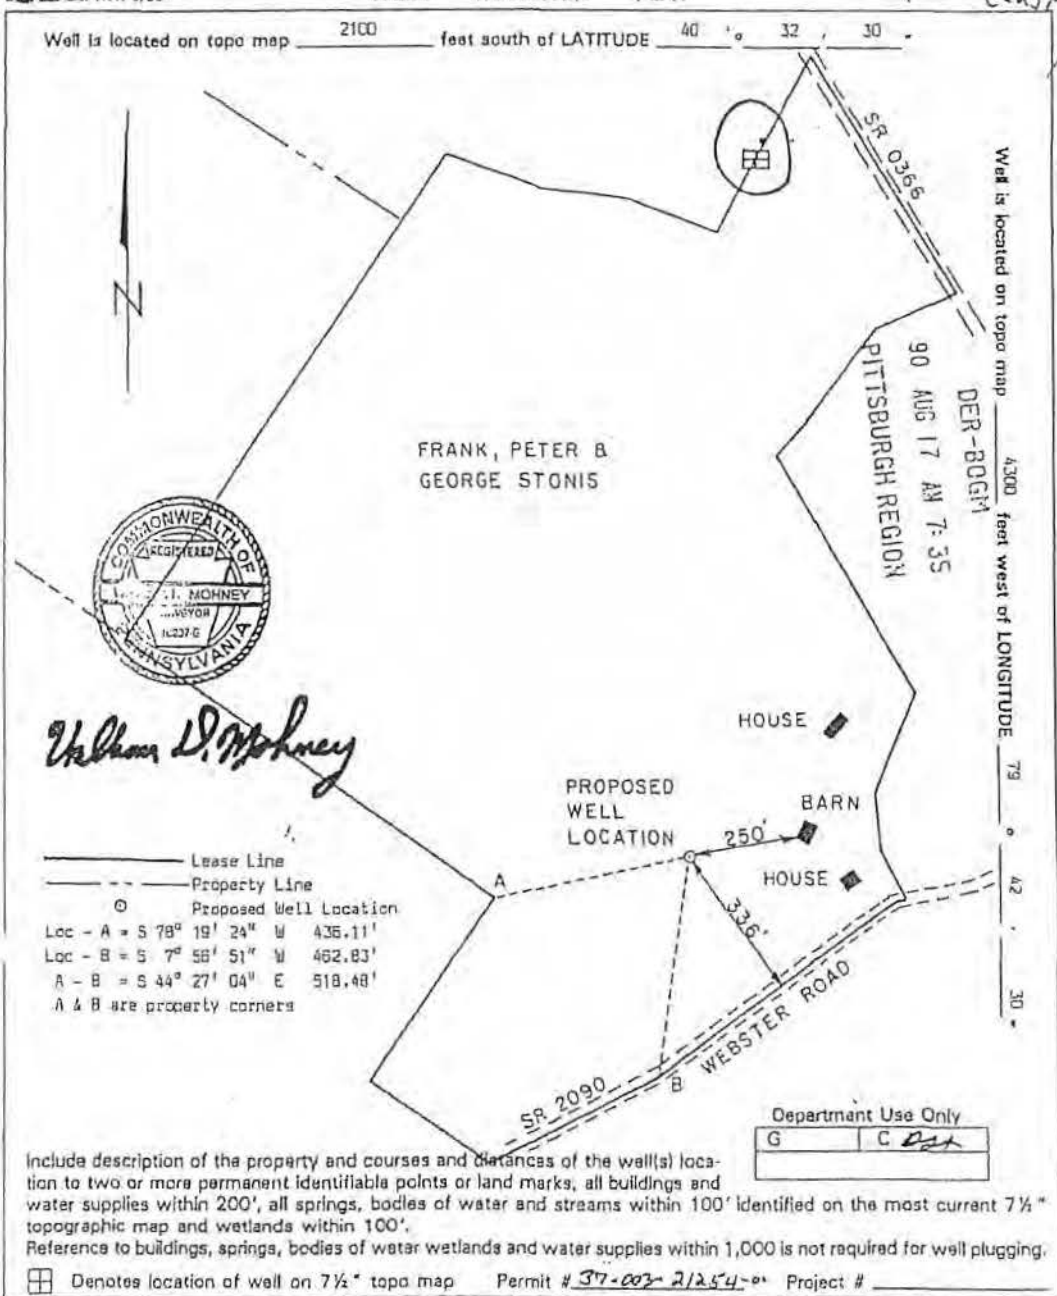 Well is located on topo map 2100 feet south of LATITUDE 40 ° 32 ' 30 "
SR 0366
Well is located on topo map 4300 feet west of LONGITUDE 79 ° 42 ' 30 "
DER-BOGM
90 AUG 17 AM 7:35
PITTSBURGH REGION
N
FRANK, PETER &
GEORGE STONIS
COMMONWEALTH OF
REGISTERED
MOHNEY
PENNSYLVANIA
William D. Mohney
HOUSE
PROPOSED
WELL
LOCATION
BARN
250'
HOUSE
336'
A
Lease Line
Property Line
Proposed Well Location
Loc - A = S 78° 19' 24" W 435.11'
Loc - B = S 7° 56' 51" W 462.83'
A - B = S 44° 27' 04" E 518.48'
A & B are property corners
WEBSTER ROAD
SR 2090
B
Department Use Only
G C
Include description of the property and courses and distances of the well(s) loca-
tion to two or more permanent identifiable points or land marks, all buildings and
water supplies within 200', all springs, bodies of water and streams within 100' identified on the most current 7½"
topographic map and wetlands within 100'.
Reference to buildings, springs, bodies of water wetlands and water supplies within 1,000 is not required for well plugging.
Denotes location of well on 7½" topo map Permit # 37-003-21254-00 Project #